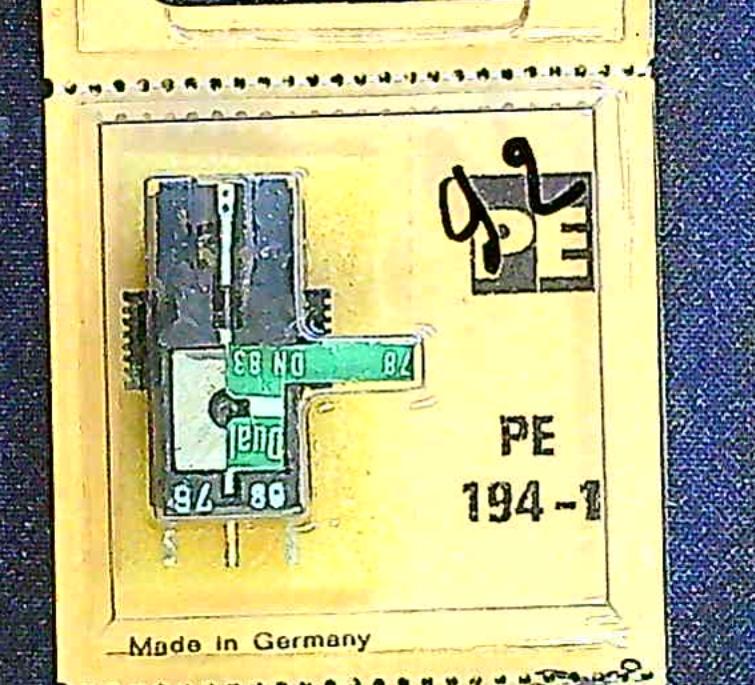 92
PE
78
DN 83
Dual
PE
194-1
Made in Germany